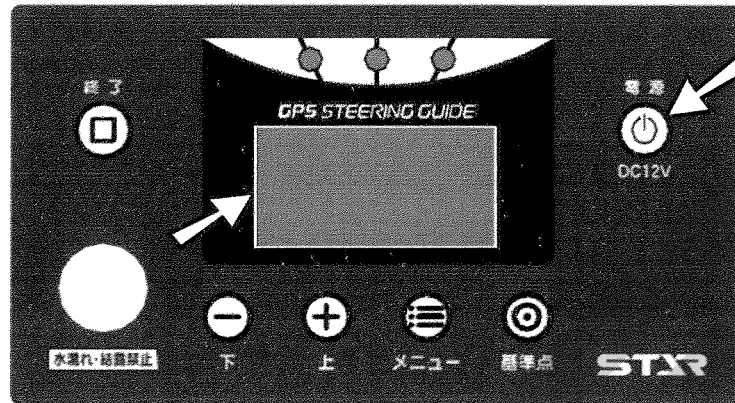 終了
電源
GPS STEERING GUIDE
DC12V
水濡れ・結露禁止
下
上
メニュー
基準点
STAR